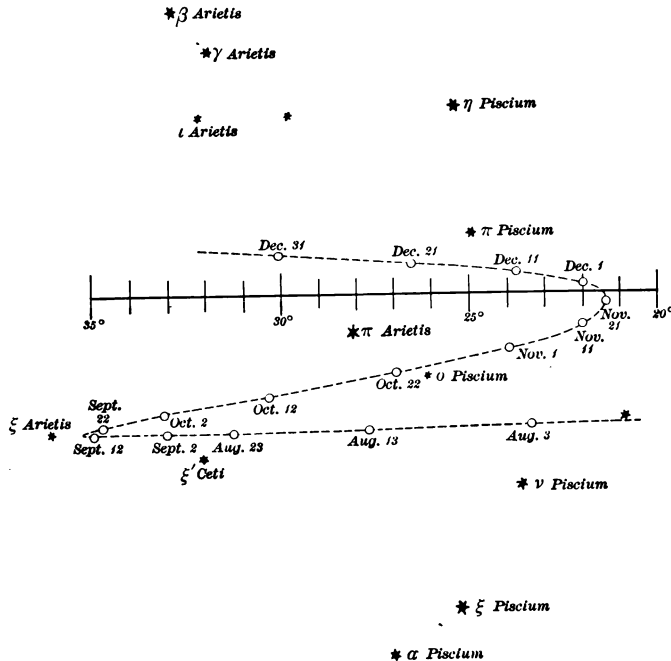 β Arietis
γ Arietis
η Piscium
ι Arietis
π Piscium
Dec. 31
Dec. 21
Dec. 11
Dec. 1
35°
30°
25°
20°
π Arietis
Nov. 21
Nov. 11
Nov. 1
Oct. 22
o Piscium
Oct. 12
Sept. 22
Oct. 2
ξ Arietis
Sept. 12
Sept. 2
Aug. 23
Aug. 13
Aug. 3
ξ' Ceti
ν Piscium
ξ Piscium
α Piscium